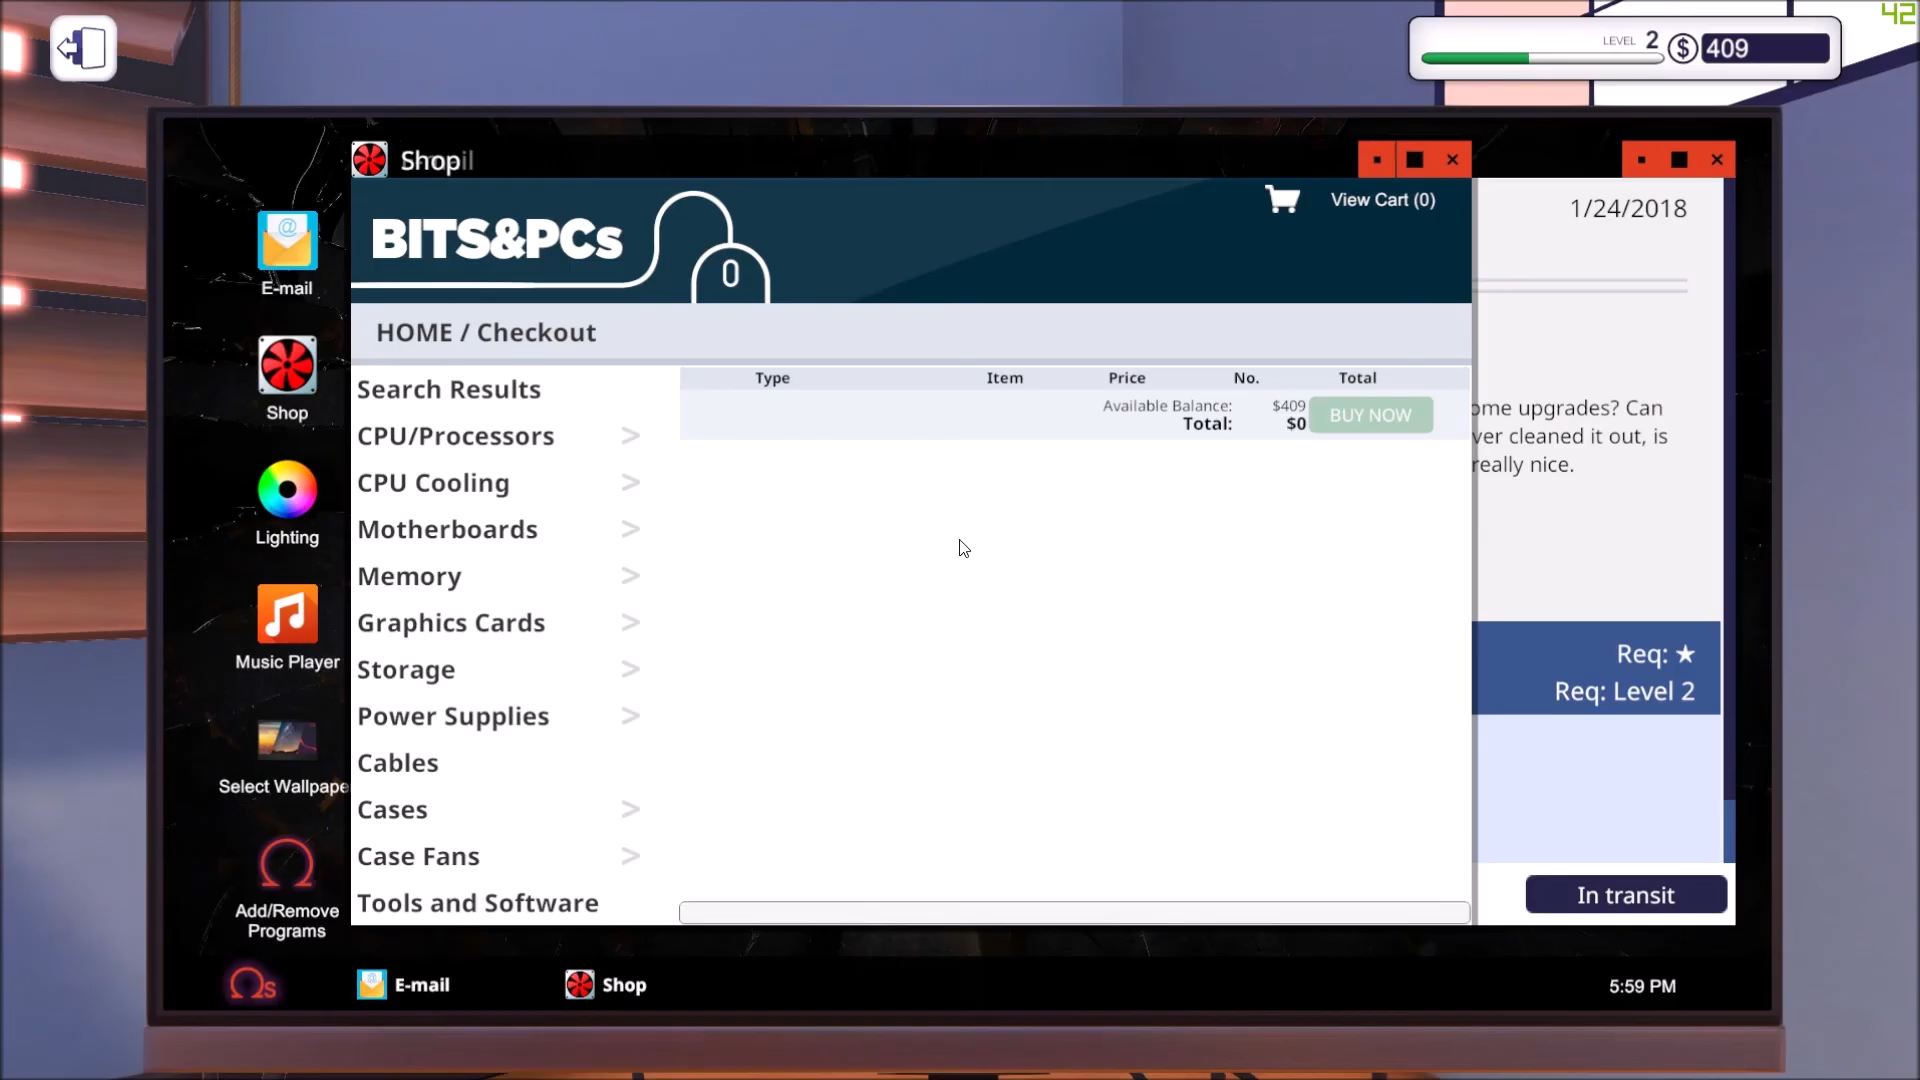 42
LEVEL 2 $ 409
Shop
View Cart (0)
BITS&PCs
HOME / Checkout
Search Results
CPU/Processors >
CPU Cooling >
Motherboards >
Memory >
Graphics Cards >
Storage >
Power Supplies >
Cables
Cases >
Case Fans >
Tools and Software
Type Item Price No. Total
Available Balance: $409
Total: $0
BUY NOW
1/24/2018
ome upgrades? Can
ver cleaned it out, is
really nice.
Req: ★
Req: Level 2
In transit
E-mail
Shop
Lighting
Music Player
Select Wallpape
Add/Remove
Programs
Ωs
E-mail
Shop
5:59 PM